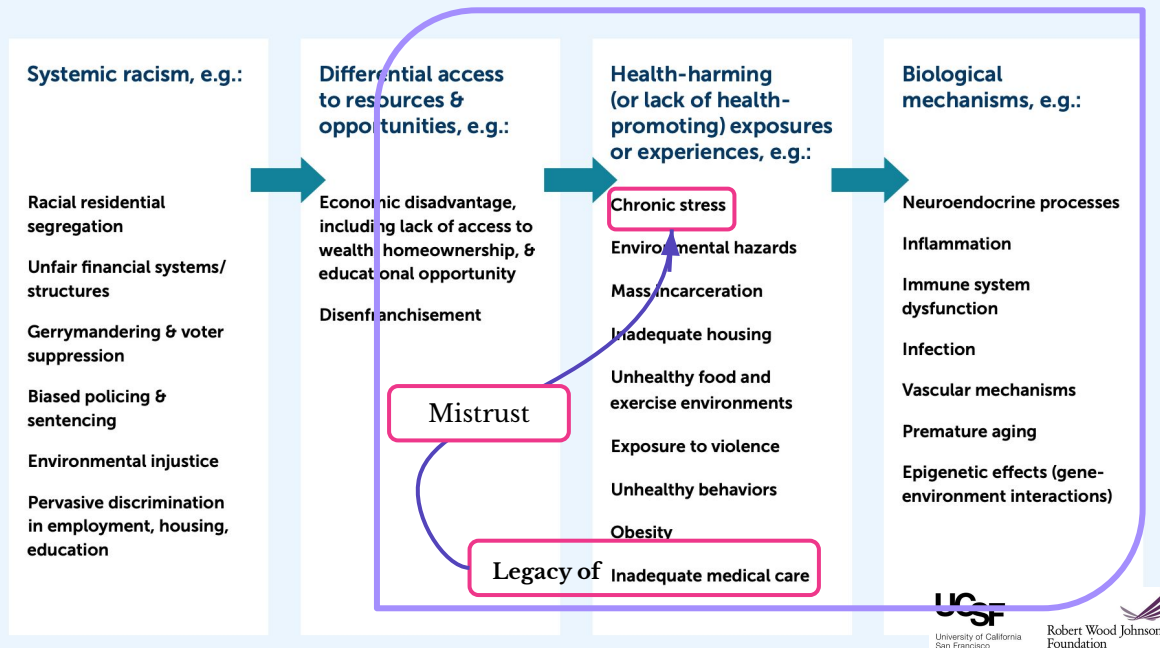 Systemic racism, e.g.:
Racial residential
segregation
Unfair financial systems/
structures
Gerrymandering & voter
suppression
Biased policing &
sentencing
Environmental injustice
Pervasive discrimination
in employment, housing,
education
Differential access
to resources &
opportunities, e.g.:
Economic disadvantage,
including lack of access to
wealth, homeownership, &
educational opportunity
Disenfranchisement
Mistrust
Health-harming
(or lack of health-
promoting) exposures
or experiences, e.g.:
Chronic stress
Environmental hazards
Mass incarceration
Inadequate housing
Unhealthy food and
exercise environments
Exposure to violence
Unhealthy behaviors
Obesity
Legacy of Inadequate medical care
Biological
mechanisms, e.g.:
Neuroendocrine processes
Inflammation
Immune system
dysfunction
Infection
Vascular mechanisms
Premature aging
Epigenetic effects (gene-
environment interactions)
UCSF
University of California
San Francisco
Robert Wood Johnson
Foundation